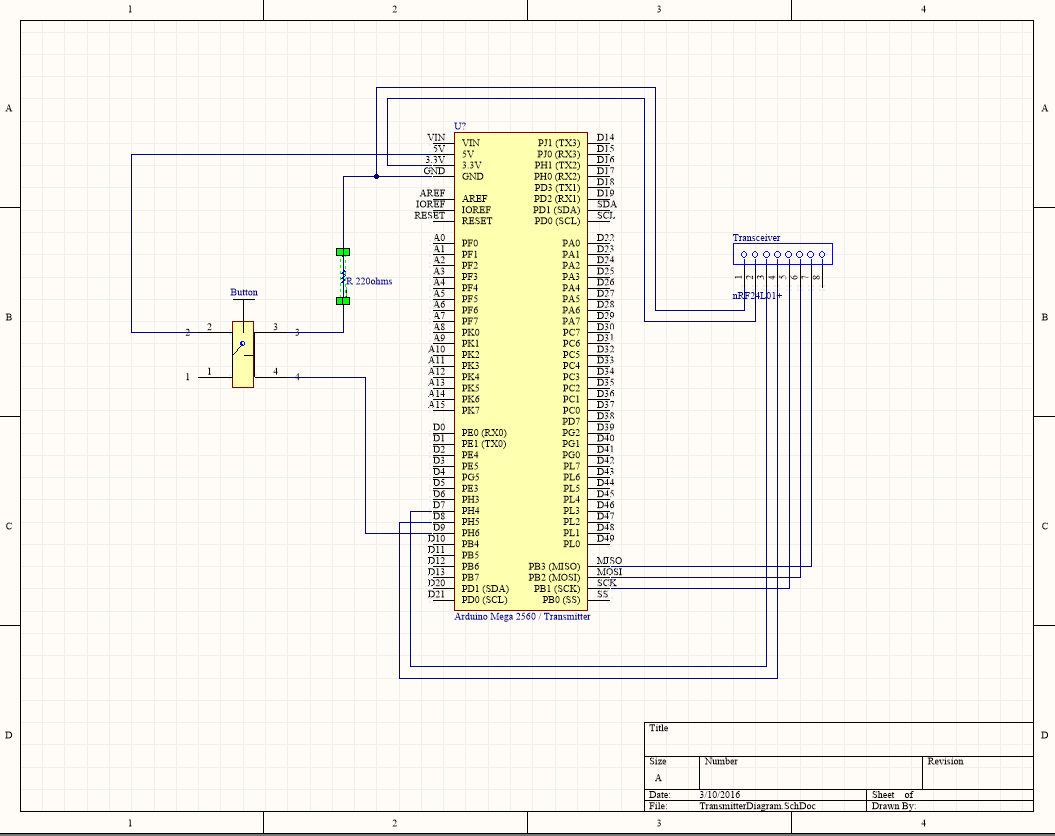 1 2 3 4
A A
U?
VIN VIN PJ1 (TX3) D14
5V 5V PJ0 (RX3) D15
3.3V 3.3V PH1 (TX2) D16
GND GND PH0 (RX2) D17
PD3 (TX1) D18
AREF AREF PD2 (RX1) D19
IOREF IOREF PD1 (SDA) SDA
RESET RESET PD0 (SCL) SCL
A0 PF0 PA0 D22
A1 PF1 PA1 D23
A2 PF2 PA2 D24
A3 PF3 PA3 D25
A4 PF4 PA4 D26
A5 PF5 PA5 D27
A6 PF6 PA6 D28
A7 PF7 PA7 D29
A8 PK0 PC7 D30
A9 PK1 PC6 D31
A10 PK2 PC5 D32
A11 PK3 PC4 D33
A12 PK4 PC3 D34
A13 PK5 PC2 D35
A14 PK6 PC1 D36
A15 PK7 PC0 D37
PD7 D38
D0 PE0 (RX0) PG2 D39
D1 PE1 (TX0) PG1 D40
D2 PE4 PG0 D41
D3 PE5 PL7 D42
D4 PG5 PL6 D43
D5 PE3 PL5 D44
D6 PH3 PL4 D45
D7 PH4 PL3 D46
D8 PH5 PL2 D47
D9 PH6 PL1 D48
D10 PB4 PL0 D49
D11 PB5
D12 PB6 PB3 (MISO) MISO
D13 PB7 PB2 (MOSI) MOSI
D20 PD1 (SDA) PB1 (SCK) SCK
D21 PD0 (SCL) PB0 (SS) SS
Arduino Mega 2560 / Transmitter
Transceiver
1 2 3 4 5 6 7 8
nRF24L01+
R 220ohms
Button
B B
2 2 3 3
1 1 4 4
C C
D D
Title
Size Number Revision
A
Date: 3/10/2016 Sheet of
File: TransmitterDiagram.SchDoc Drawn By:
1 2 3 4